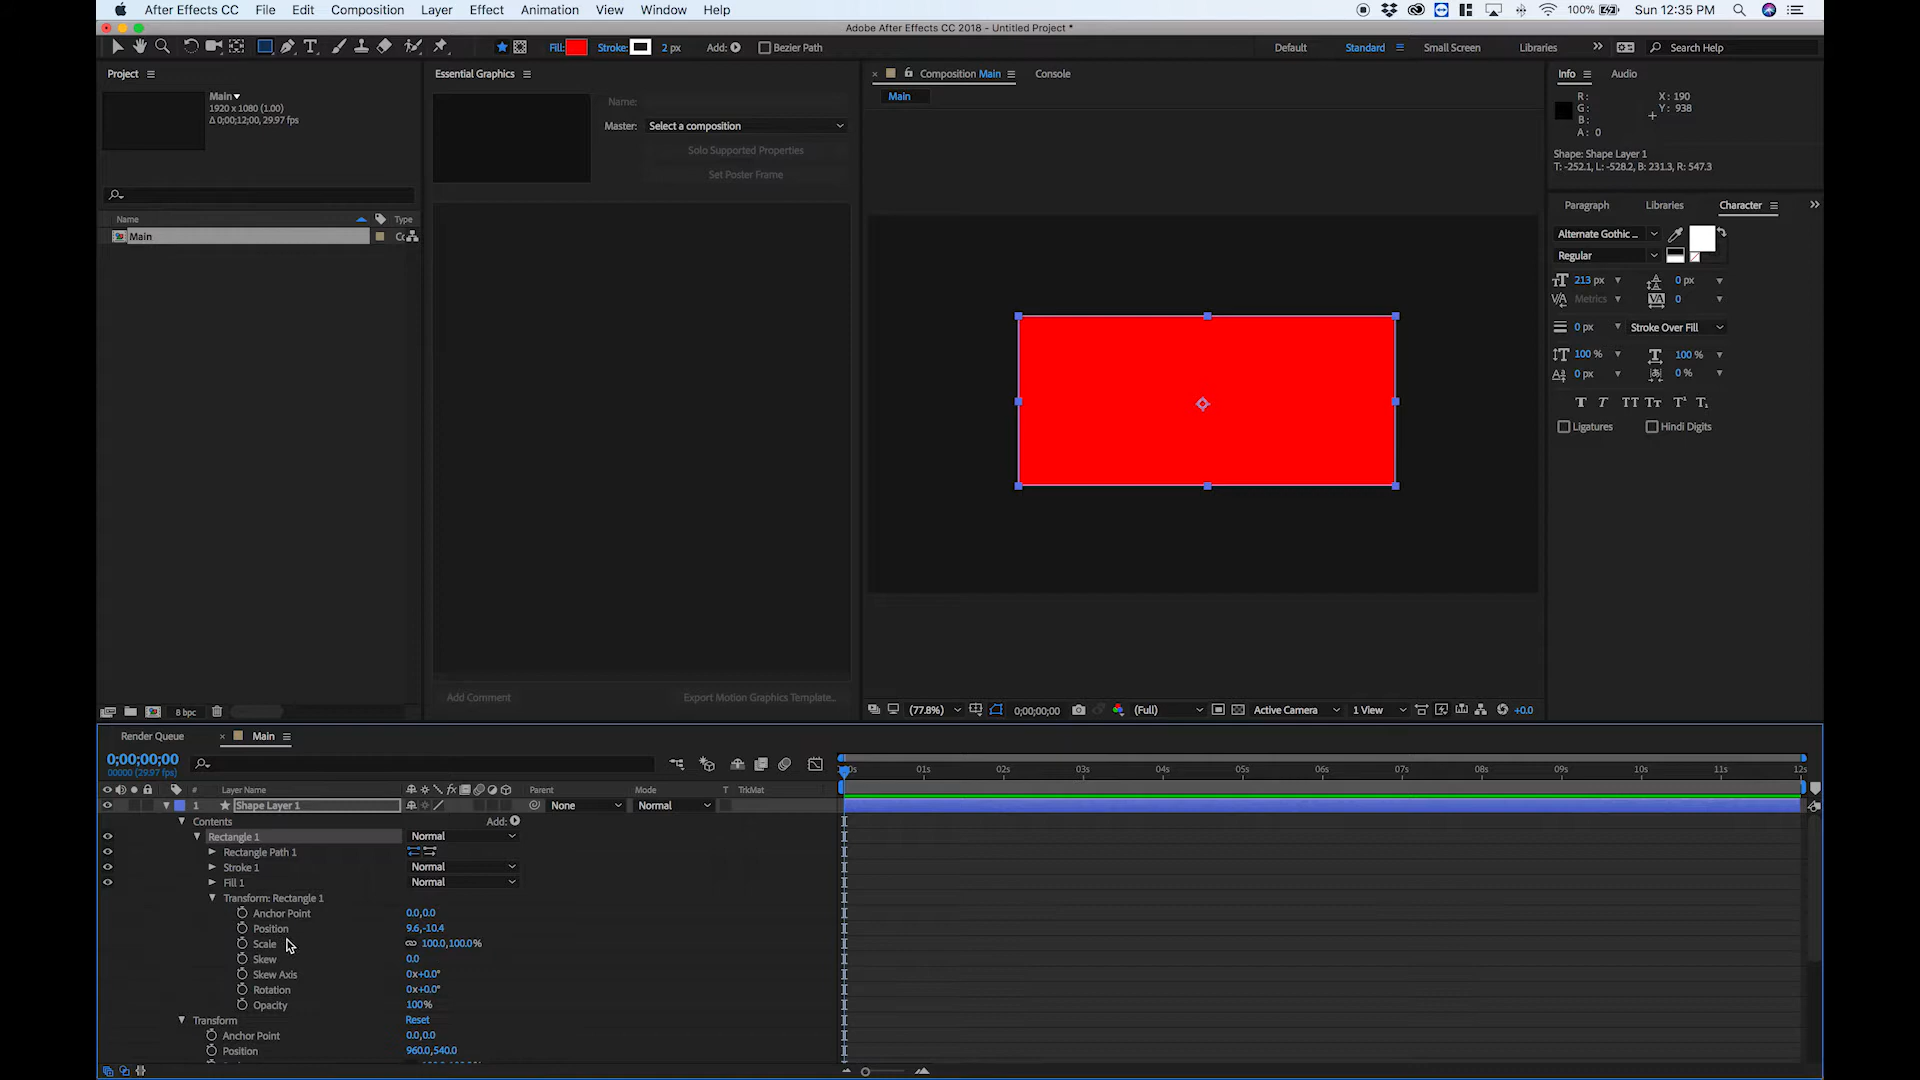 After Effects CC File Edit Composition Layer Effect Animation View Window Help 100% Sun 12:35 PM
Adobe After Effects CC 2018 - Untitled Project *
Fill: Stroke: 2 px Add: Bezier Path Default Standard Small Screen Libraries Search Help
Project
Main
1920 x 1080 (1.00)
Δ 0;00;12;00, 29.97 fps
Name Type
Main
8 bpc
Essential Graphics
Name:
Master: Select a composition
Solo Supported Properties
Set Poster Frame
Add Comment Export Motion Graphics Template...
Composition Main Console
Main
(77.8%) 0;00;00;00 (Full) Active Camera 1 View +0.0
Info Audio
R: X: 190
G: Y: 938
B:
A: 0
Shape: Shape Layer 1
T: -252.1, L: -528.2, B: 231.3, R: 547.3
Paragraph Libraries Character
Alternate Gothic ...
Regular
213 px 0 px
Metrics 0
0 px Stroke Over Fill
100 % 100 %
0 px 0 %
Ligatures Hindi Digits
Render Queue Main
0;00;00;00
00000 (29.97 fps)
# Layer Name Parent Mode T TrkMat
1 Shape Layer 1 None Normal
Contents Add:
Rectangle 1 Normal
Rectangle Path 1
Stroke 1 Normal
Fill 1 Normal
Transform: Rectangle 1
Anchor Point 0.0,0.0
Position 9.6,-10.4
Scale 100.0,100.0%
Skew 0.0
Skew Axis 0x+0.0°
Rotation 0x+0.0°
Opacity 100%
Transform Reset
Anchor Point 0.0,0.0
Position 960.0,540.0
01s 02s 03s 04s 05s 06s 07s 08s 09s 10s 11s 12s